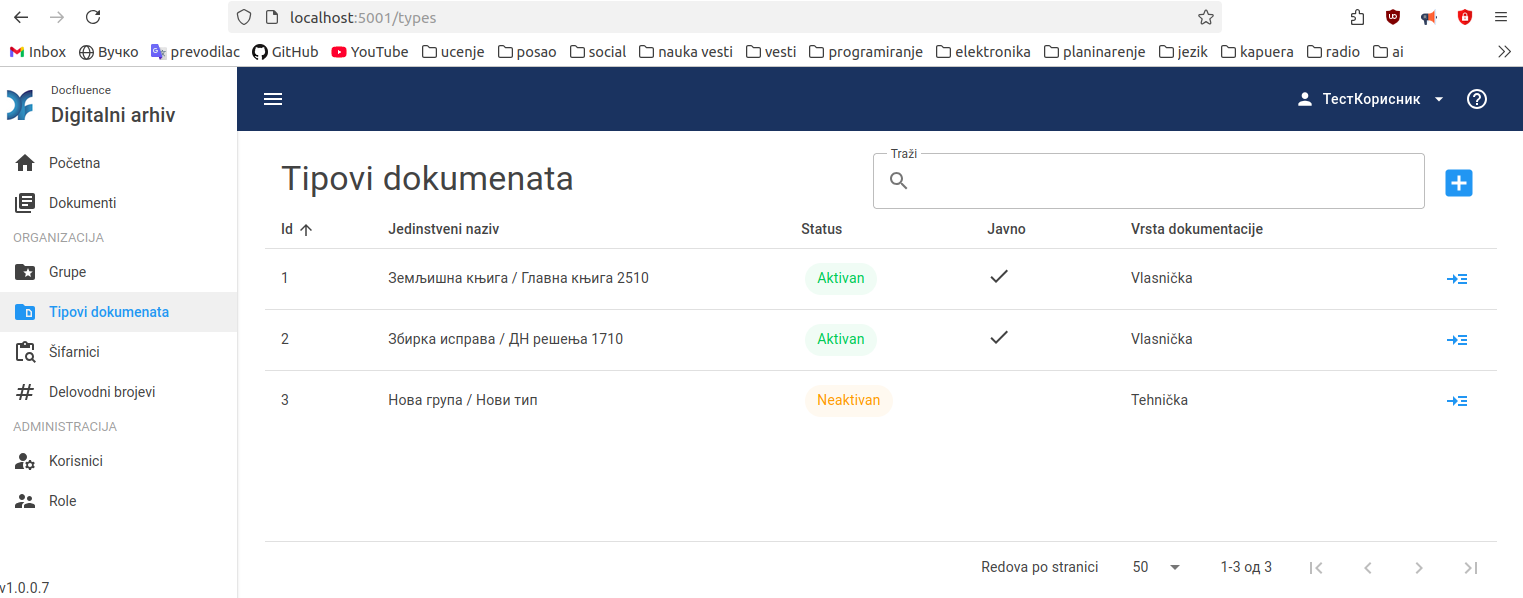 localhost:5001/types
Inbox Вучко prevodilac GitHub YouTube ucenje posao social nauka vesti vesti programiranje elektronika planinarenje jezik kapuera radio ai
Docfluence
Digitalni arhiv
ТестКорисник
Početna
Dokumenti
ORGANIZACIJA
Grupe
Tipovi dokumenata
Šifarnici
Delovodni brojevi
ADMINISTRACIJA
Korisnici
Role
v1.0.0.7
Tipovi dokumenata
Traži
Id Jedinstveni naziv Status Javno Vrsta dokumentacije
1 Земљишна књига / Главна књига 2510 Aktivan Vlasnička
2 Збирка исправа / ДН решења 1710 Aktivan Vlasnička
3 Нова група / Нови тип Neaktivan Tehnička
Redova po stranici 50 1-3 од 3